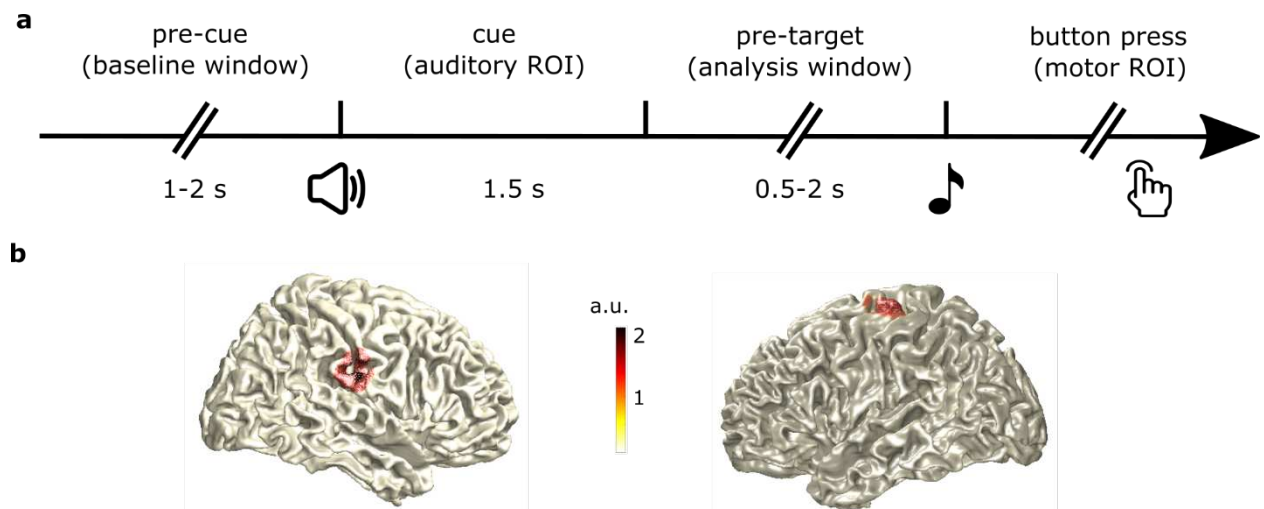 a
pre-cue
(baseline window)
cue
(auditory ROI)
pre-target
(analysis window)
button press
(motor ROI)
1-2 s
1.5 s
0.5-2 s
b
a.u.
2
1